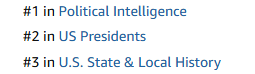 #1 in Political Intelligence
#2 in US Presidents
#3 in U.S. State & Local History